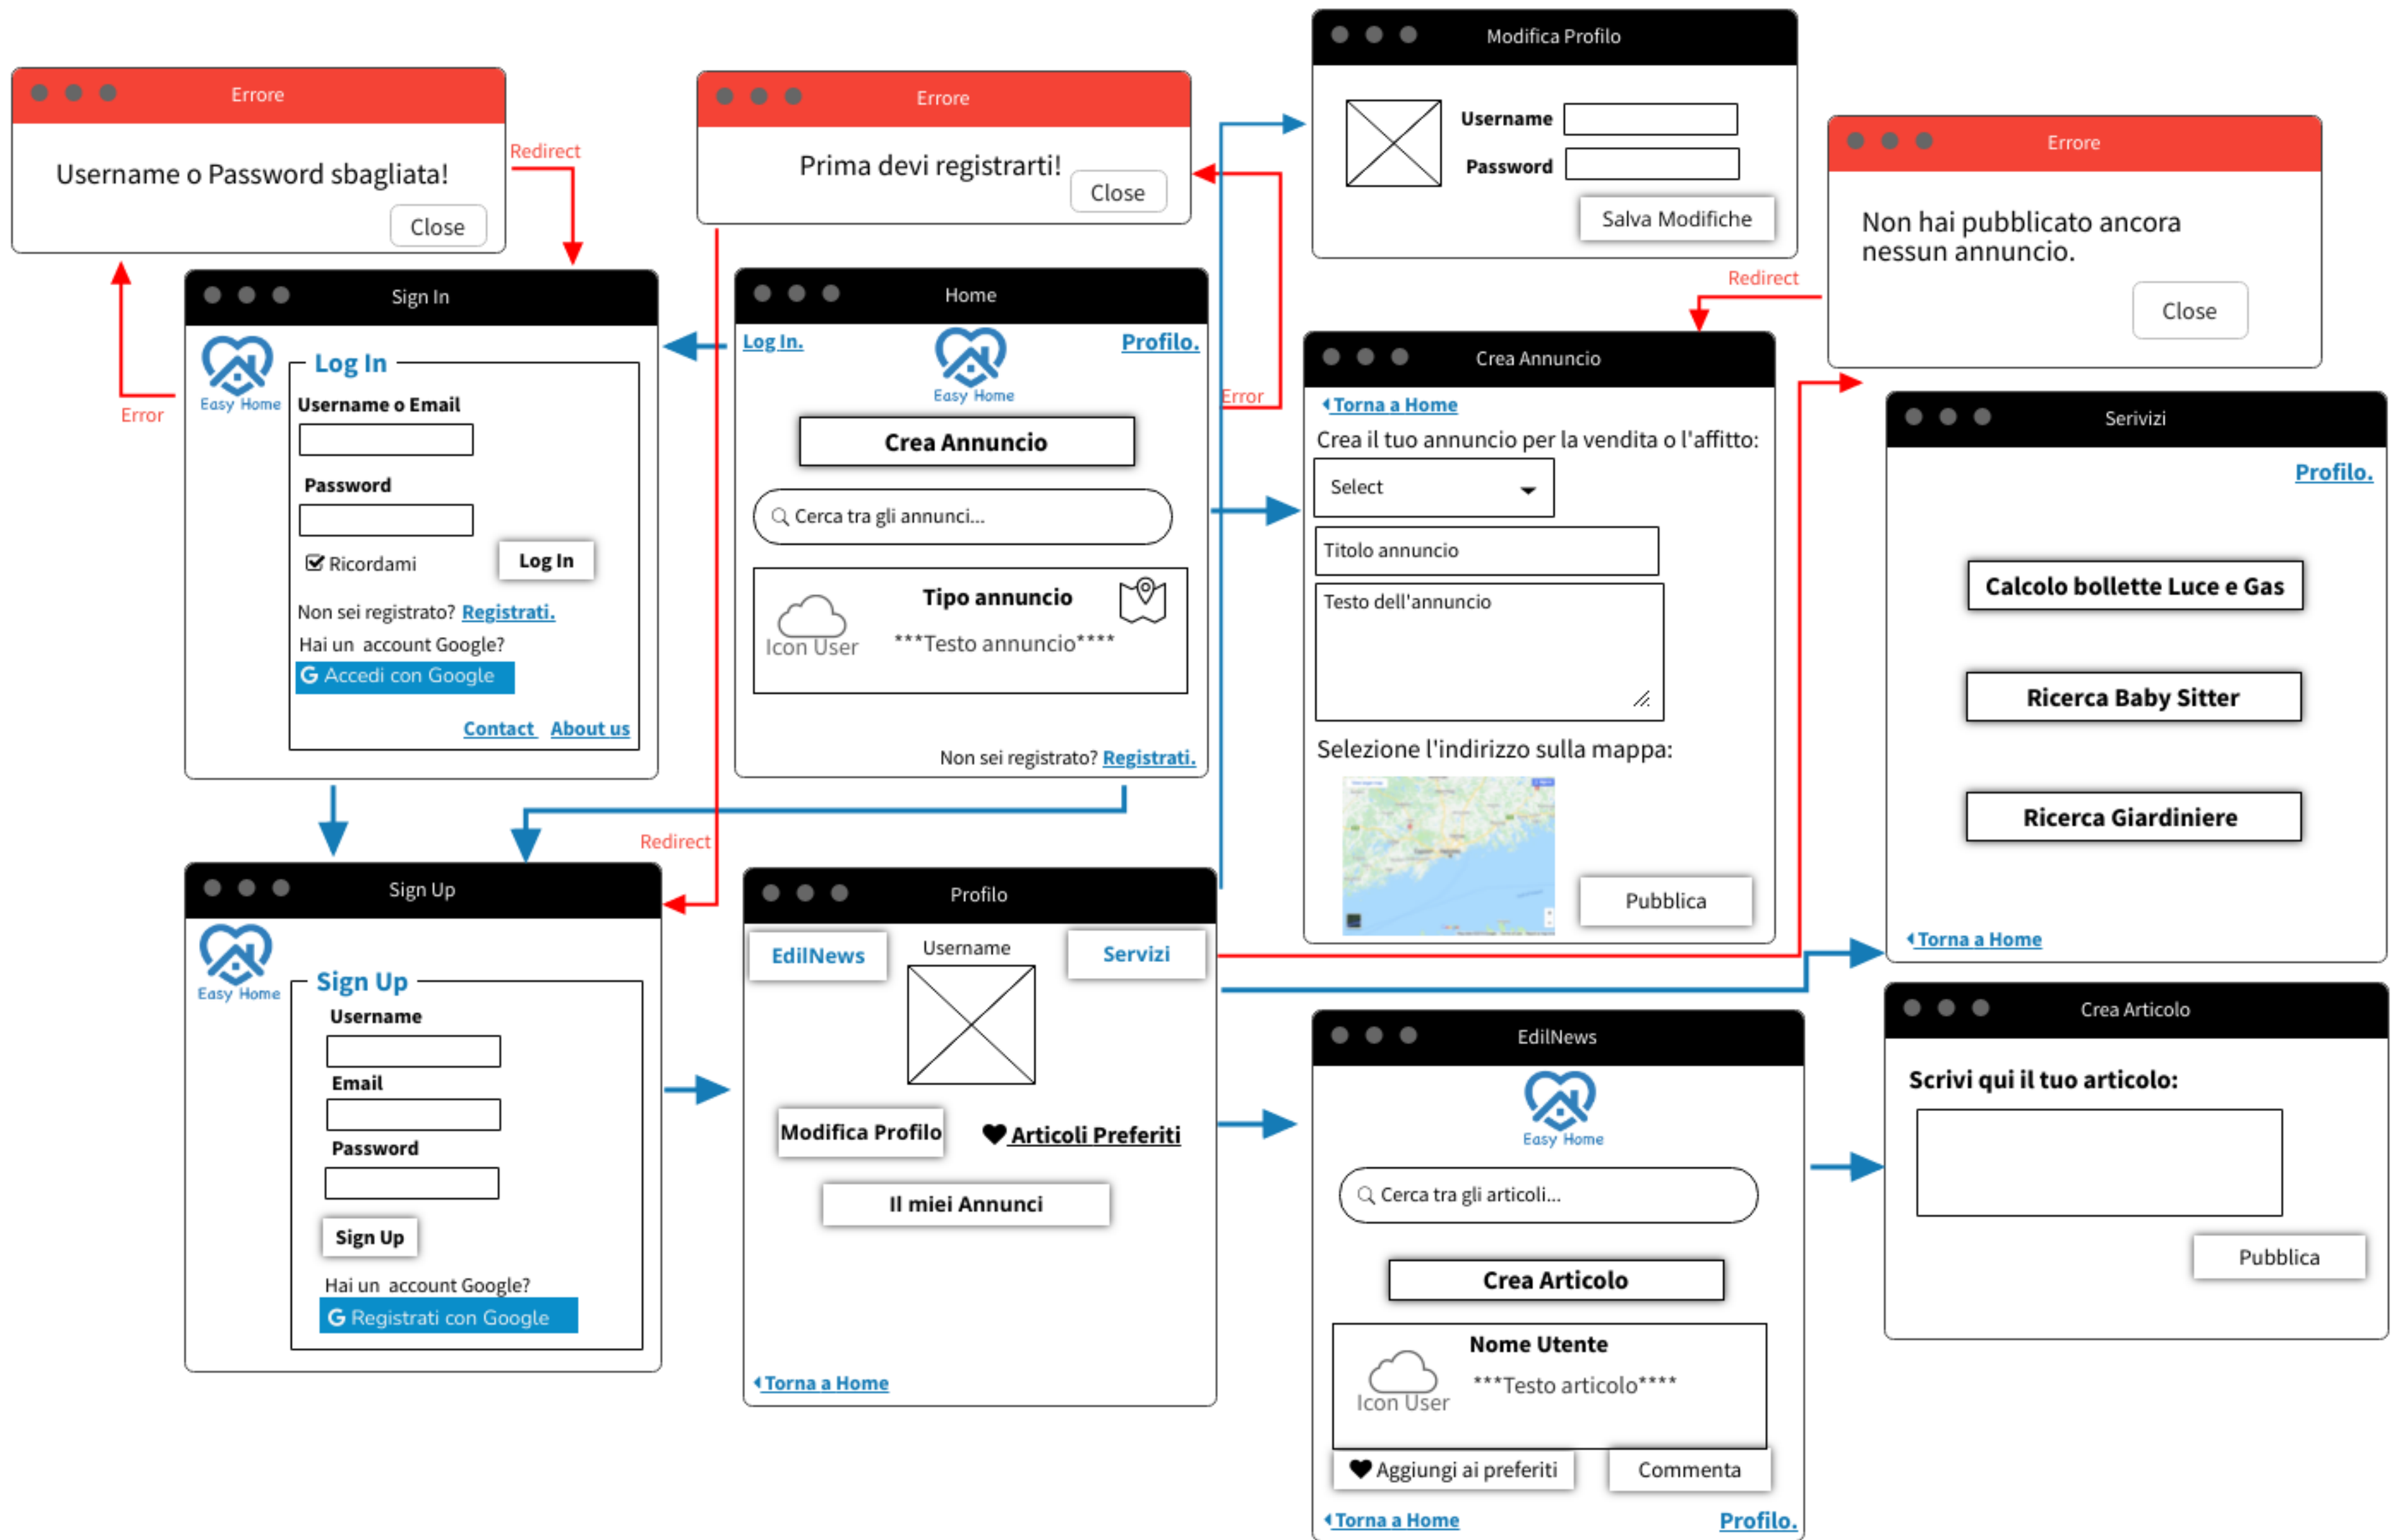 Errore
Username o Password sbagliata!
Close
Redirect
Error
Errore
Prima devi registrarti!
Close
Error
Redirect
Modifica Profilo
Username
Password
Salva Modifiche
Errore
Non hai pubblicato ancora
nessun annuncio.
Close
Redirect
Sign In
Easy Home
Log In
Username o Email
Password
Ricordami
Log In
Non sei registrato? Registrati.
Hai un account Google?
G Accedi con Google
Contact About us
Home
Log In.
Profilo.
Easy Home
Crea Annuncio
Cerca tra gli annunci...
Tipo annuncio
Icon User
***Testo annuncio****
Non sei registrato? Registrati.
Crea Annuncio
Torna a Home
Crea il tuo annuncio per la vendita o l'affitto:
Select
Titolo annuncio
Testo dell'annuncio
Selezione l'indirizzo sulla mappa:
Pubblica
Serivizi
Profilo.
Calcolo bollette Luce e Gas
Ricerca Baby Sitter
Ricerca Giardiniere
Torna a Home
Sign Up
Easy Home
Sign Up
Username
Email
Password
Sign Up
Hai un account Google?
G Registrati con Google
Profilo
EdilNews
Username
Servizi
Modifica Profilo
Articoli Preferiti
Il miei Annunci
Torna a Home
EdilNews
Easy Home
Cerca tra gli articoli...
Crea Articolo
Nome Utente
***Testo articolo****
Icon User
Aggiungi ai preferiti
Commenta
Torna a Home
Profilo.
Crea Articolo
Scrivi qui il tuo articolo:
Pubblica